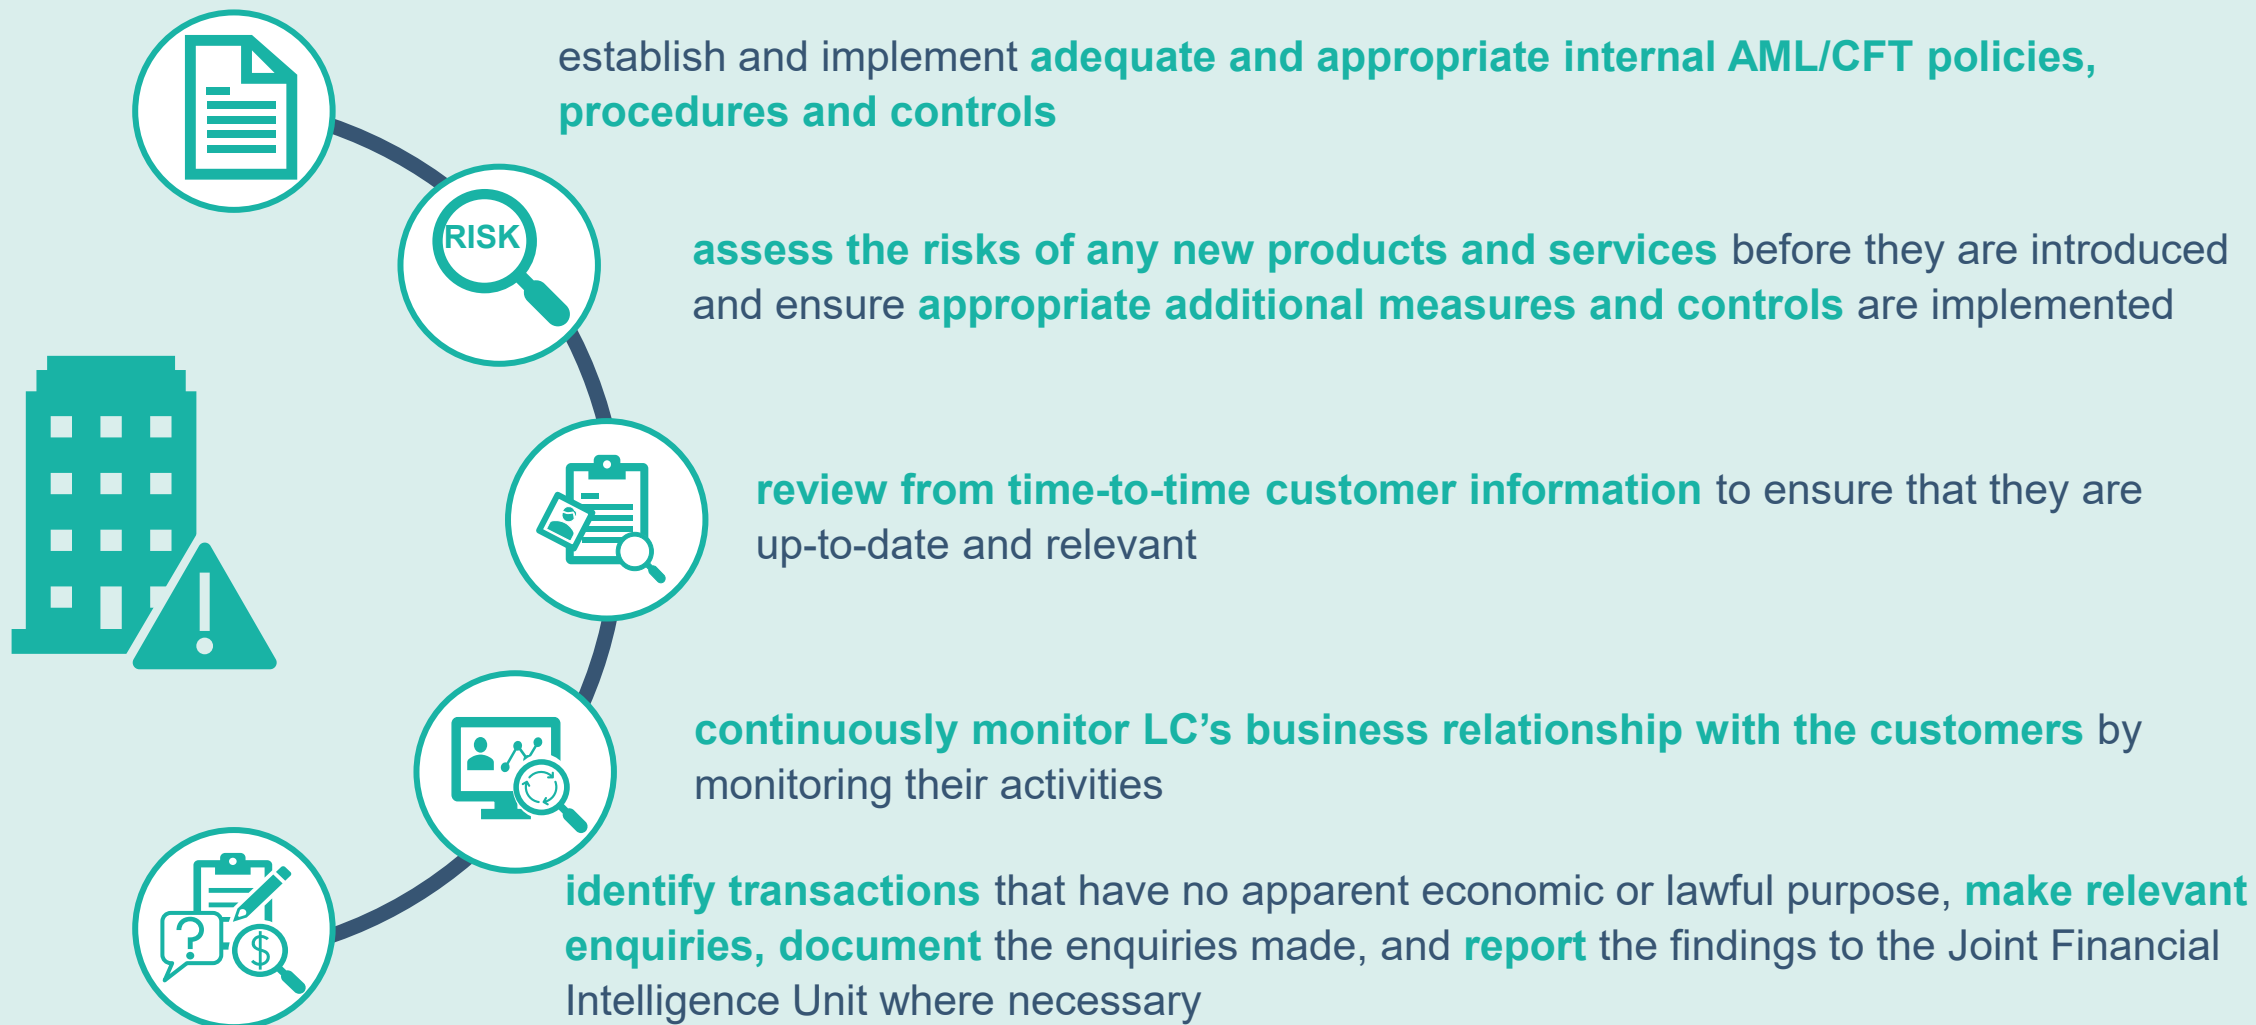 establish and implement adequate and appropriate internal AML/CFT policies,
procedures and controls
RISK
assess the risks of any new products and services before they are introduced
and ensure appropriate additional measures and controls are implemented
review from time-to-time customer information to ensure that they are
up-to-date and relevant
continuously monitor LC’s business relationship with the customers by
monitoring their activities
identify transactions that have no apparent economic or lawful purpose, make relevant
enquiries, document the enquiries made, and report the findings to the Joint Financial
Intelligence Unit where necessary
?
$